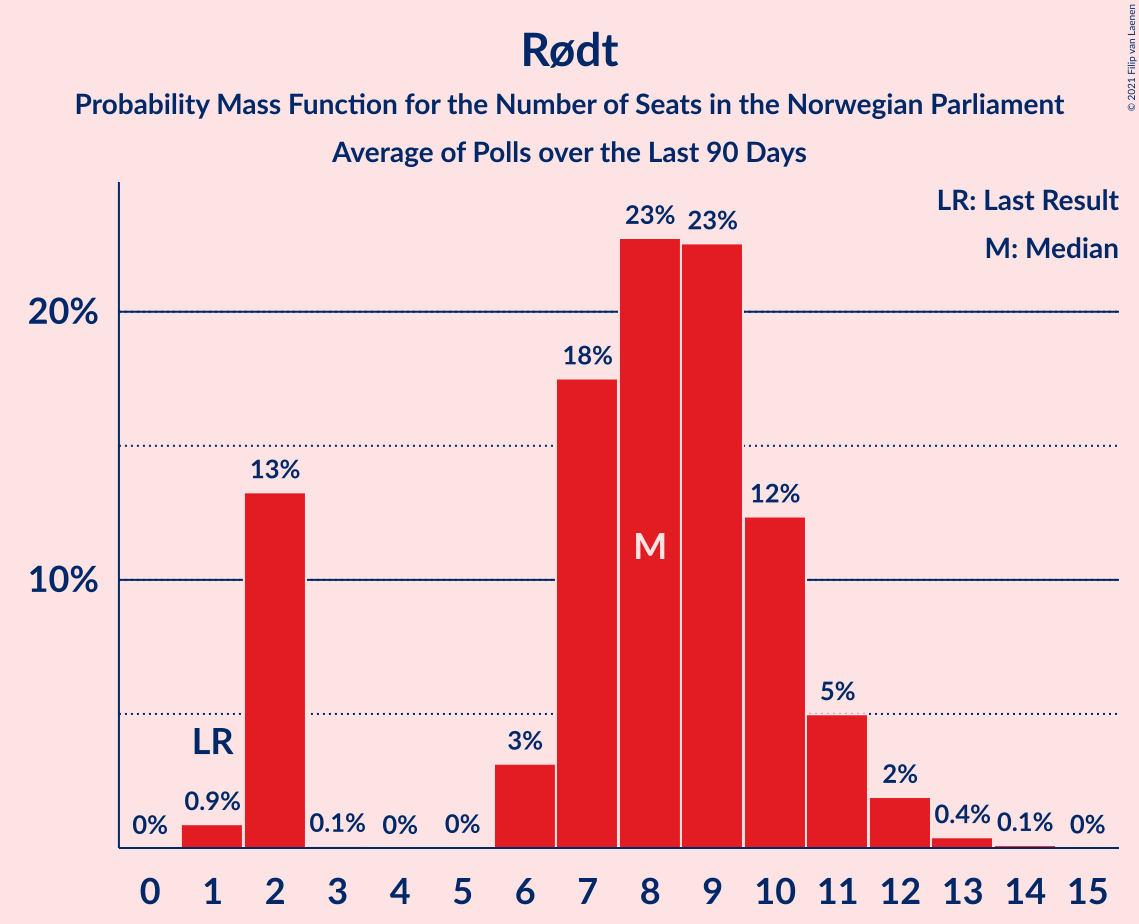 Rødt
Probability Mass Function for the Number of Seats in the Norwegian Parliament
Average of Polls over the Last 90 Days
© 2021 Filip van Laenen
LR: Last Result
M: Median
20%
10%
0%
0.9%
13%
0.1%
0%
0%
3%
18%
23%
23%
12%
5%
2%
0.4%
0.1%
0%
LR
M
0 1 2 3 4 5 6 7 8 9 10 11 12 13 14 15